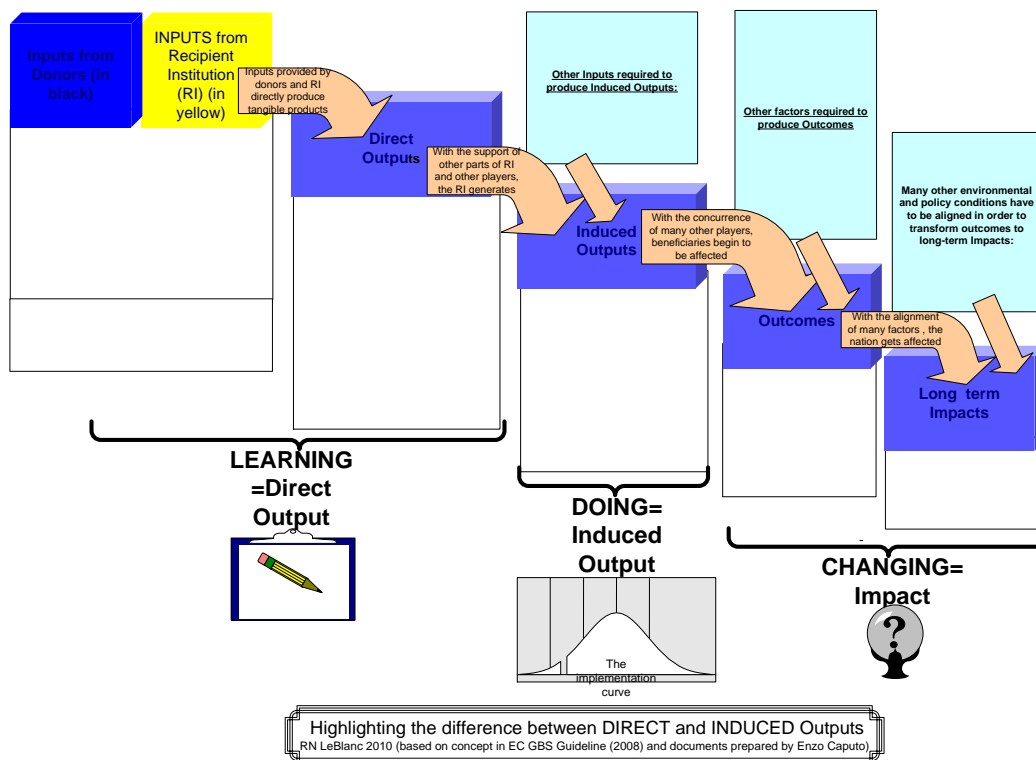 Inputs from
Donors (in
black)
INPUTS from
Recipient
Institution
(RI) (in
yellow)
Inputs provided by
donors and RI
directly produce
tangible products
Direct
Outputs
With the support of
other parts of RI
and other players,
the RI generates
Other Inputs required to
produce Induced Outputs:
Induced
Outputs
With the concurrence
of many other players,
beneficiaries begin to
be affected
Other factors required to
produce Outcomes
Outcomes
With the alignment
of many factors , the
nation gets affected
Many other environmental
and policy conditions have
to be aligned in order to
transform outcomes to
long-term Impacts:
Long term
Impacts
LEARNING
=Direct
Output
DOING=
Induced
Output
-
CHANGING=
Impact
?
The
implementation
curve
Highlighting the difference between DIRECT and INDUCED Outputs
RN LeBlanc 2010 (based on concept in EC GBS Guideline (2008) and documents prepared by Enzo Caputo)